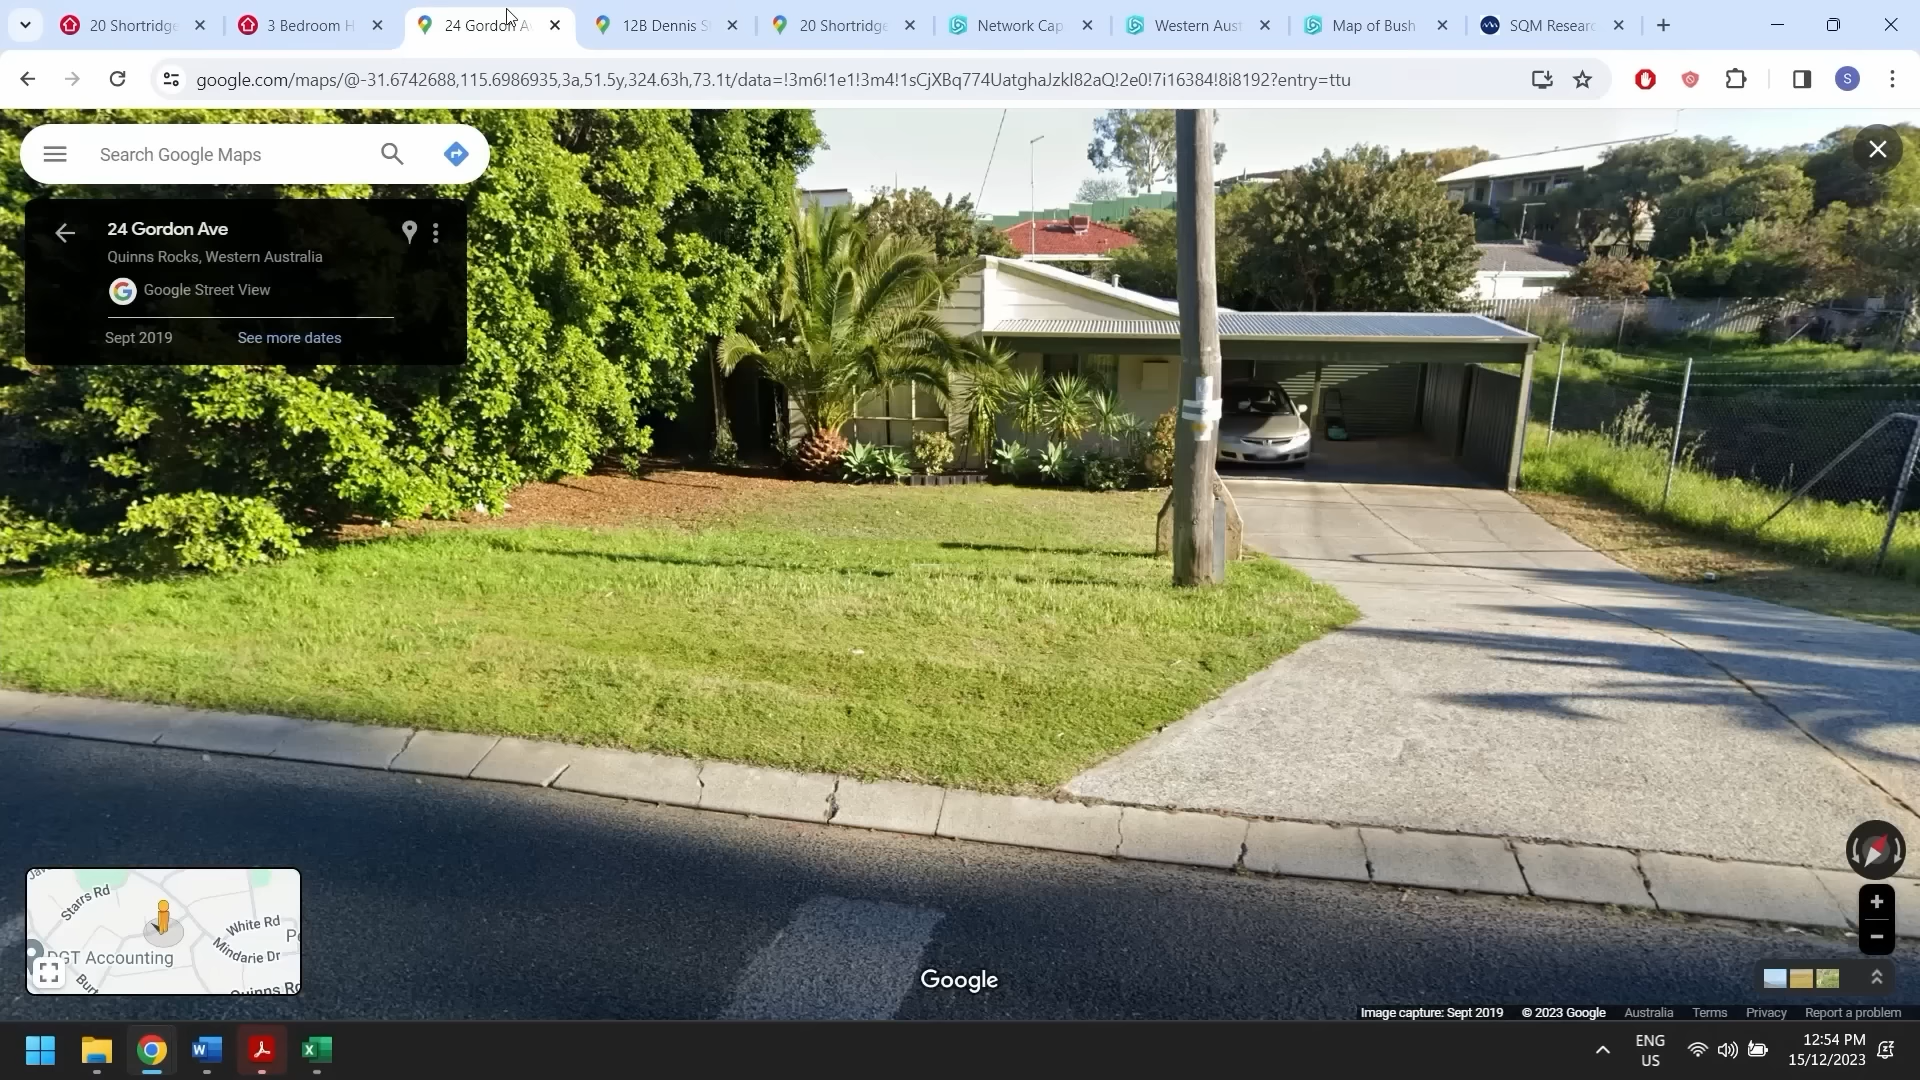 20 Shortridge
3 Bedroom H
24 Gordon A
12B Dennis S
20 Shortridge
Network Cap
Western Aust
Map of Bush
SQM Researc
google.com/maps/@-31.6742688,115.6986935,3a,51.5y,324.63h,73.1t/data=!3m6!1e1!3m4!1sCjXBq774UatghaJzkI82aQ!2e0!7i16384!8i8192?entry=ttu
S
Search Google Maps
24 Gordon Ave
Quinns Rocks, Western Australia
Google Street View
Sept 2019
See more dates
Starrs Rd
White Rd
Mindarie Dr
DGT Accounting
Quinns Rd
Google
Image capture: Sept 2019
© 2023 Google
Australia
Terms
Privacy
Report a problem
ENG
US
12:54 PM
15/12/2023